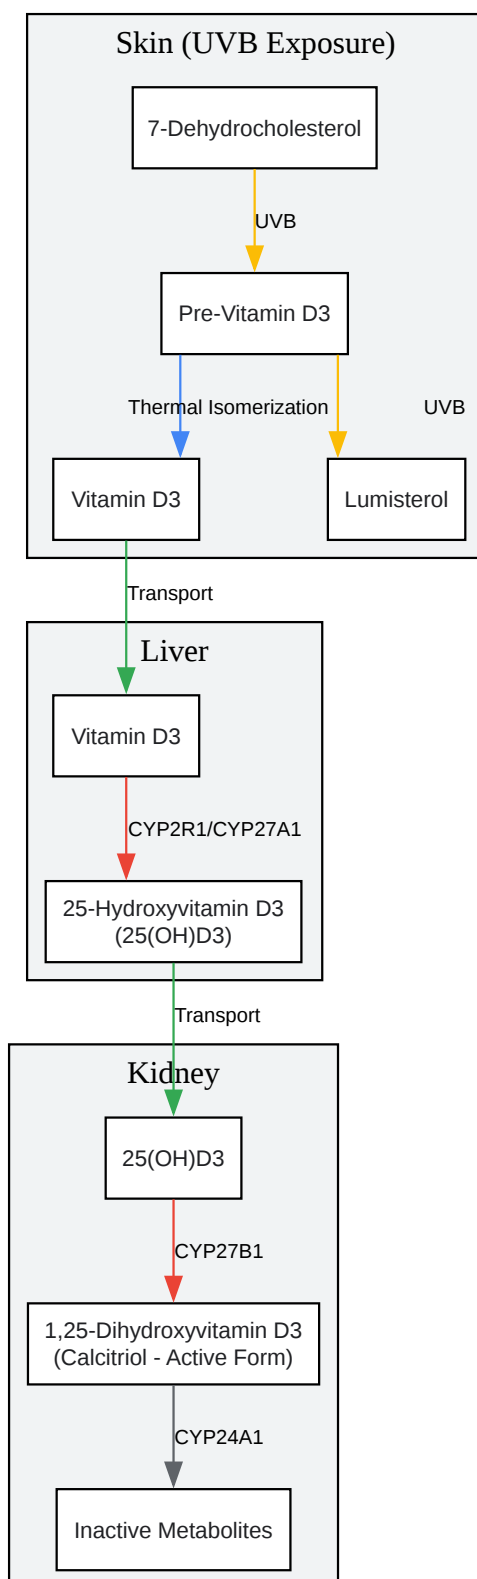 Skin (UVB Exposure)
7-Dehydrocholesterol
UVB
Pre-Vitamin D3
Thermal Isomerization
UVB
Vitamin D3
Lumisterol
Transport
Liver
Vitamin D3
CYP2R1/CYP27A1
25-Hydroxyvitamin D3
(25(OH)D3)
Transport
Kidney
25(OH)D3
CYP27B1
1,25-Dihydroxyvitamin D3
(Calcitriol - Active Form)
CYP24A1
Inactive Metabolites